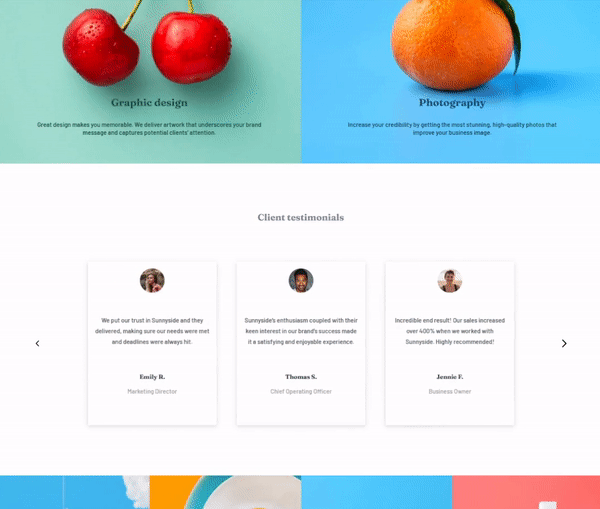 Graphic design
Photography
Great design makes you memorable. We deliver artwork that underscores your brand
message and captures potential clients' attention.
Increase your credibility by getting the most stunning, high-quality photos that
improve your business image.
Client testimonials
We put our trust in Sunnyside and they
delivered, making sure our needs were met
and deadlines were always hit.
Emily R.
Marketing Director
Sunnyside's enthusiasm coupled with their
keen interest in our brand's success made
it a satisfying and enjoyable experience.
Thomas S.
Chief Operating Officer
Incredible end result! Our sales increased
over 400% when we worked with
Sunnyside. Highly recommended!
Jennie F.
Business Owner